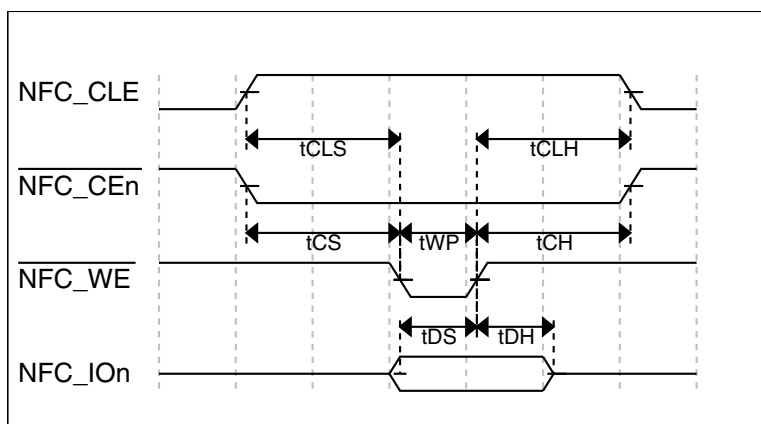 NFC_CLE
tCLS tCLH
NFC_CEn
tCS tWP tCH
NFC_WE
tDS tDH
NFC_IOn